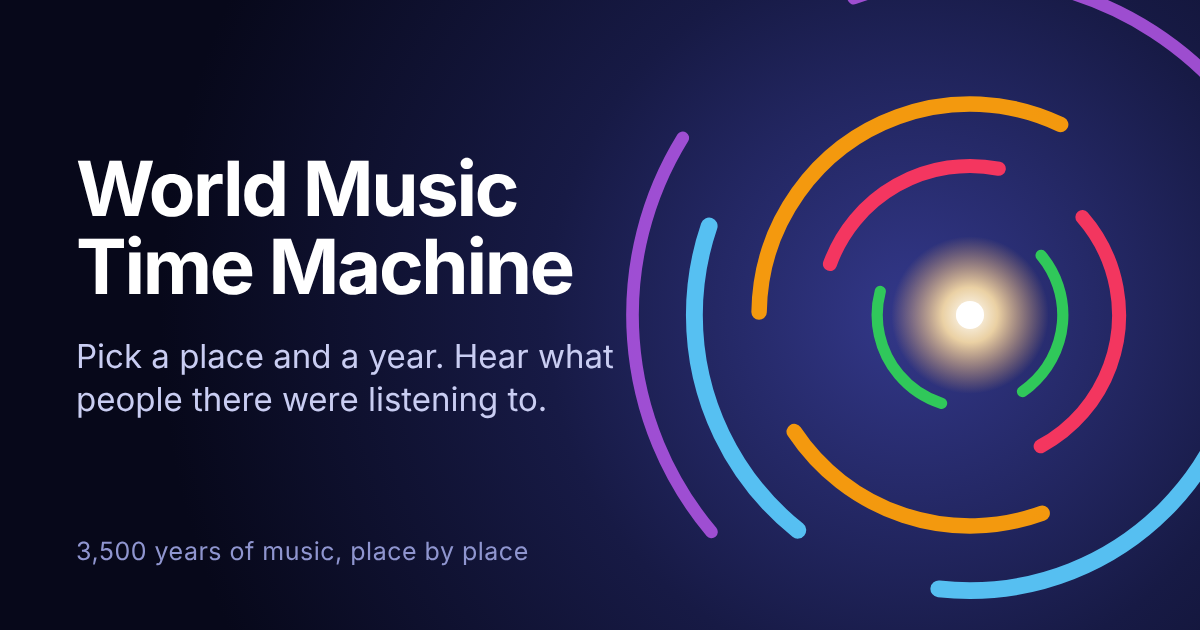 World Music
Time Machine
Pick a place and a year. Hear what
people there were listening to.
3,500 years of music, place by place